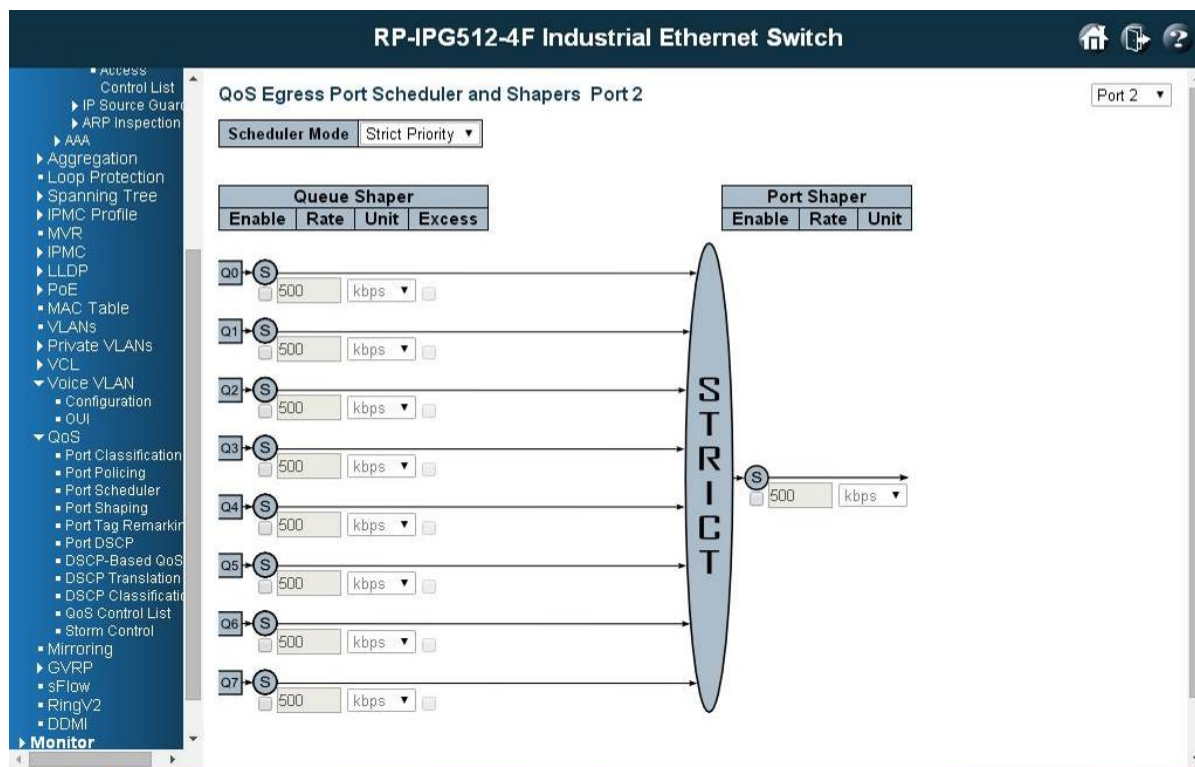 RP-IPG512-4F Industrial Ethernet Switch
Access
Control List
IP Source Guard
ARP Inspection
AAA
Aggregation
Loop Protection
Spanning Tree
IPMC Profile
MVR
IPMC
LLDP
PoE
MAC Table
VLANs
Private VLANs
VCL
Voice VLAN
Configuration
OUI
QoS
Port Classification
Port Policing
Port Scheduler
Port Shaping
Port Tag Remarkin
Port DSCP
DSCP-Based QoS
DSCP Translation
DSCP Classificatio
QoS Control List
Storm Control
Mirroring
GVRP
sFlow
RingV2
DDMI
Monitor
QoS Egress Port Scheduler and Shapers Port 2
Port 2
Scheduler Mode Strict Priority
Queue Shaper
Enable Rate Unit Excess
Port Shaper
Enable Rate Unit
Q0 S
500 kbps
Q1 S
500 kbps
Q2 S
500 kbps
Q3 S
500 kbps
Q4 S
500 kbps
Q5 S
500 kbps
Q6 S
500 kbps
Q7 S
500 kbps
STRICT
S
500 kbps